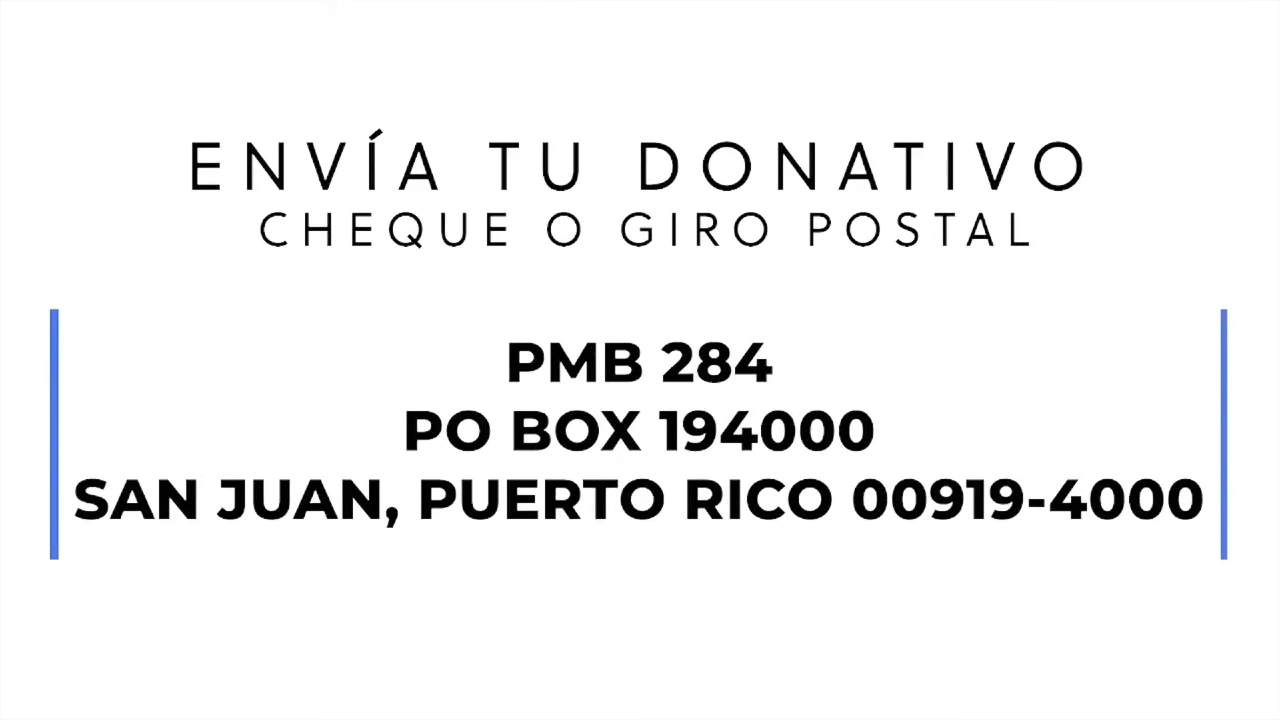 ENVÍA TU DONATIVO
CHEQUE O GIRO POSTAL
PMB 284
PO BOX 194000
SAN JUAN, PUERTO RICO 00919-4000